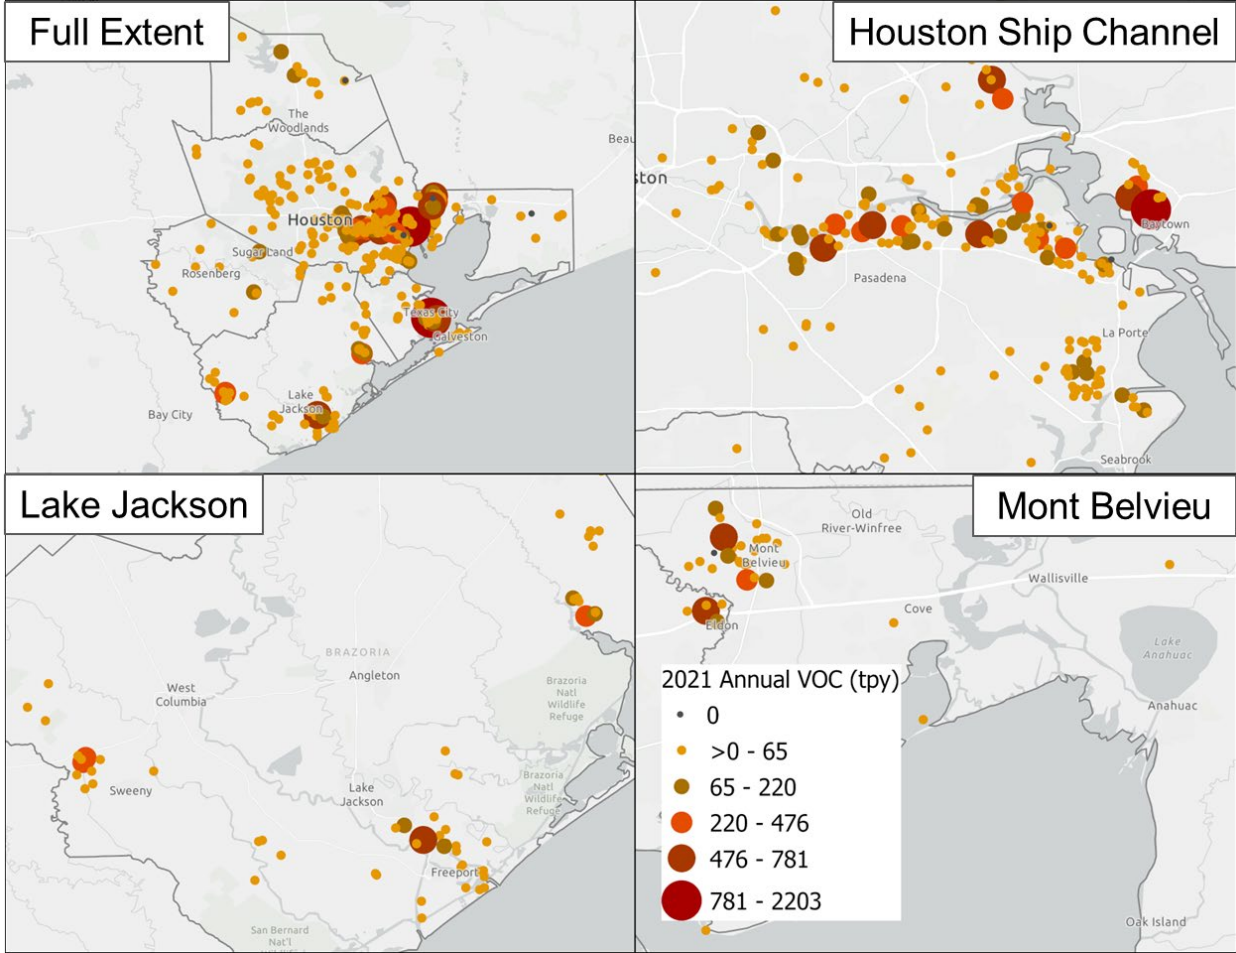 Full Extent
The
Woodlands
Beau
Houston
Sugar Land
Rosenberg
Texas City
Galveston
Lake
Jackson
Bay City
Houston Ship Channel
ston
Baytown
Pasadena
La Porte
Seabrook
Lake Jackson
BRAZORIA
Angleton
West
Columbia
Brazoria
Natl
Wildlife
Refuge
Brazoria
Natl
Wildlife
Refuge
Sweeny
Lake
Jackson
Freeport
San Bernard
Nat'l
Mont Belvieu
Old
River-Winfree
Mont
Belvieu
Wallisville
Cove
Eldon
Lake
Anahuac
Anahuac
Oak Island
2021 Annual VOC (tpy)
0
>0 - 65
65 - 220
220 - 476
476 - 781
781 - 2203